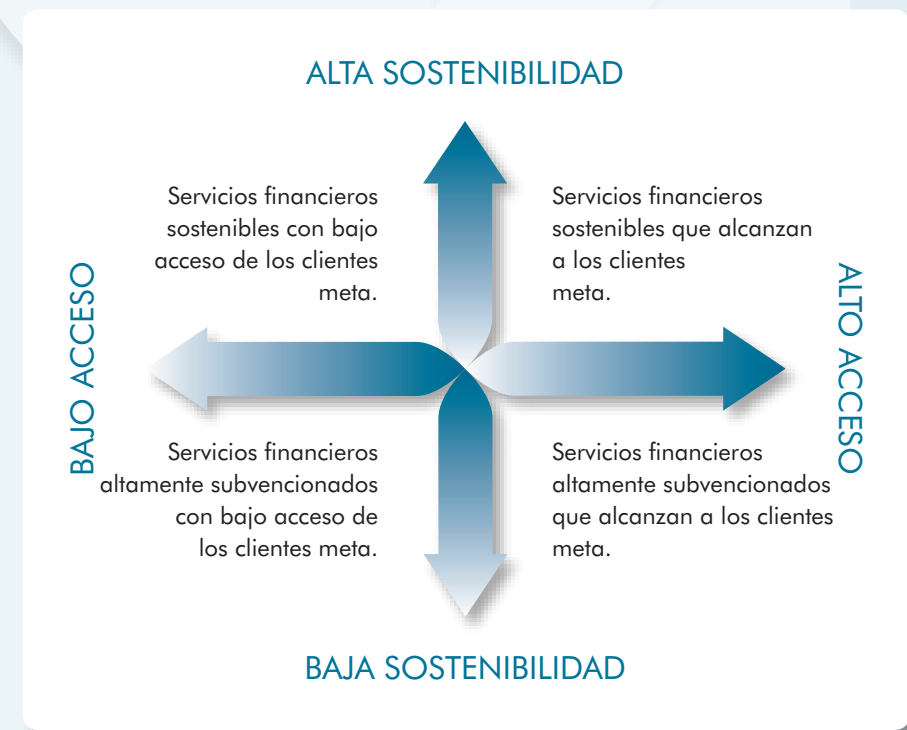 ALTA SOSTENIBILIDAD
Servicios financieros
sostenibles con bajo
acceso de los clientes
meta.
Servicios financieros
sostenibles que alcanzan
a los clientes
meta.
BAJO ACCESO
ALTO ACCESO
Servicios financieros
altamente subvencionados
con bajo acceso de
los clientes meta.
Servicios financieros
altamente subvencionados
que alcanzan a los clientes
meta.
BAJA SOSTENIBILIDAD